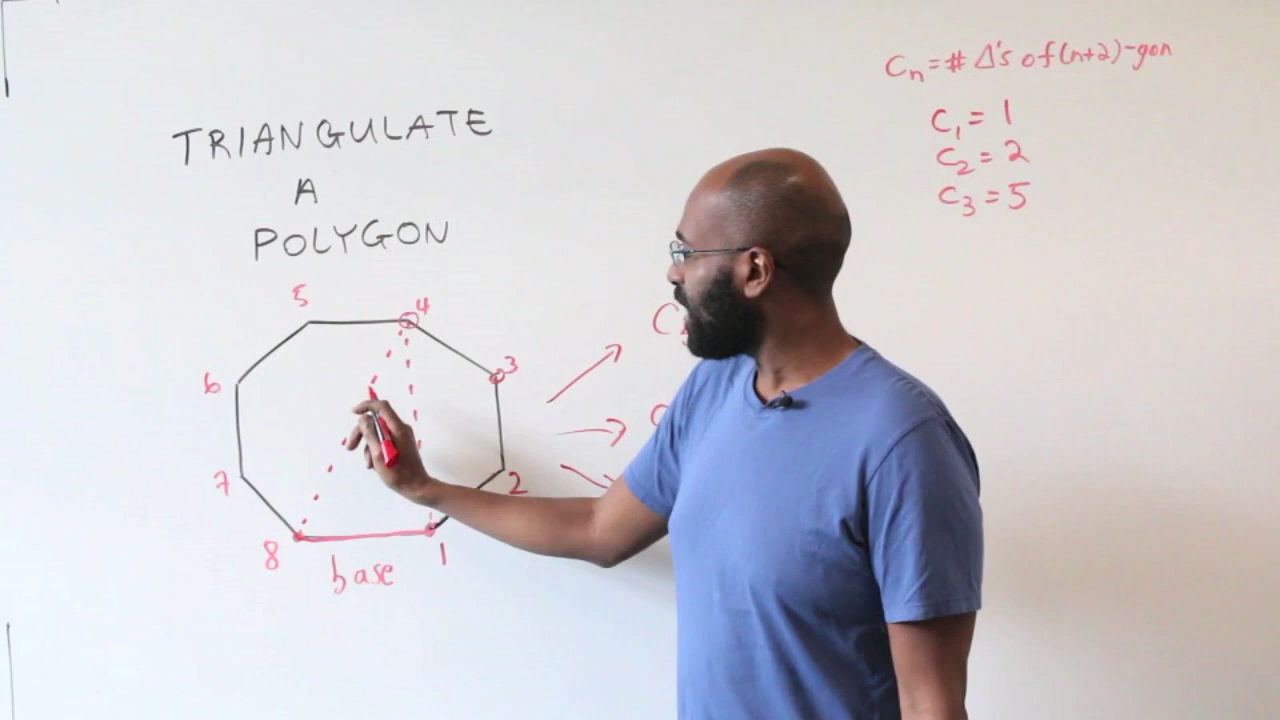 TRIANGULATE
A
POLYGON
Cₙ = # Δ's of (n+2)-gon
C₁ = 1
C₂ = 2
C₃ = 5
5
4
6
3
7
2
8
base
1
C